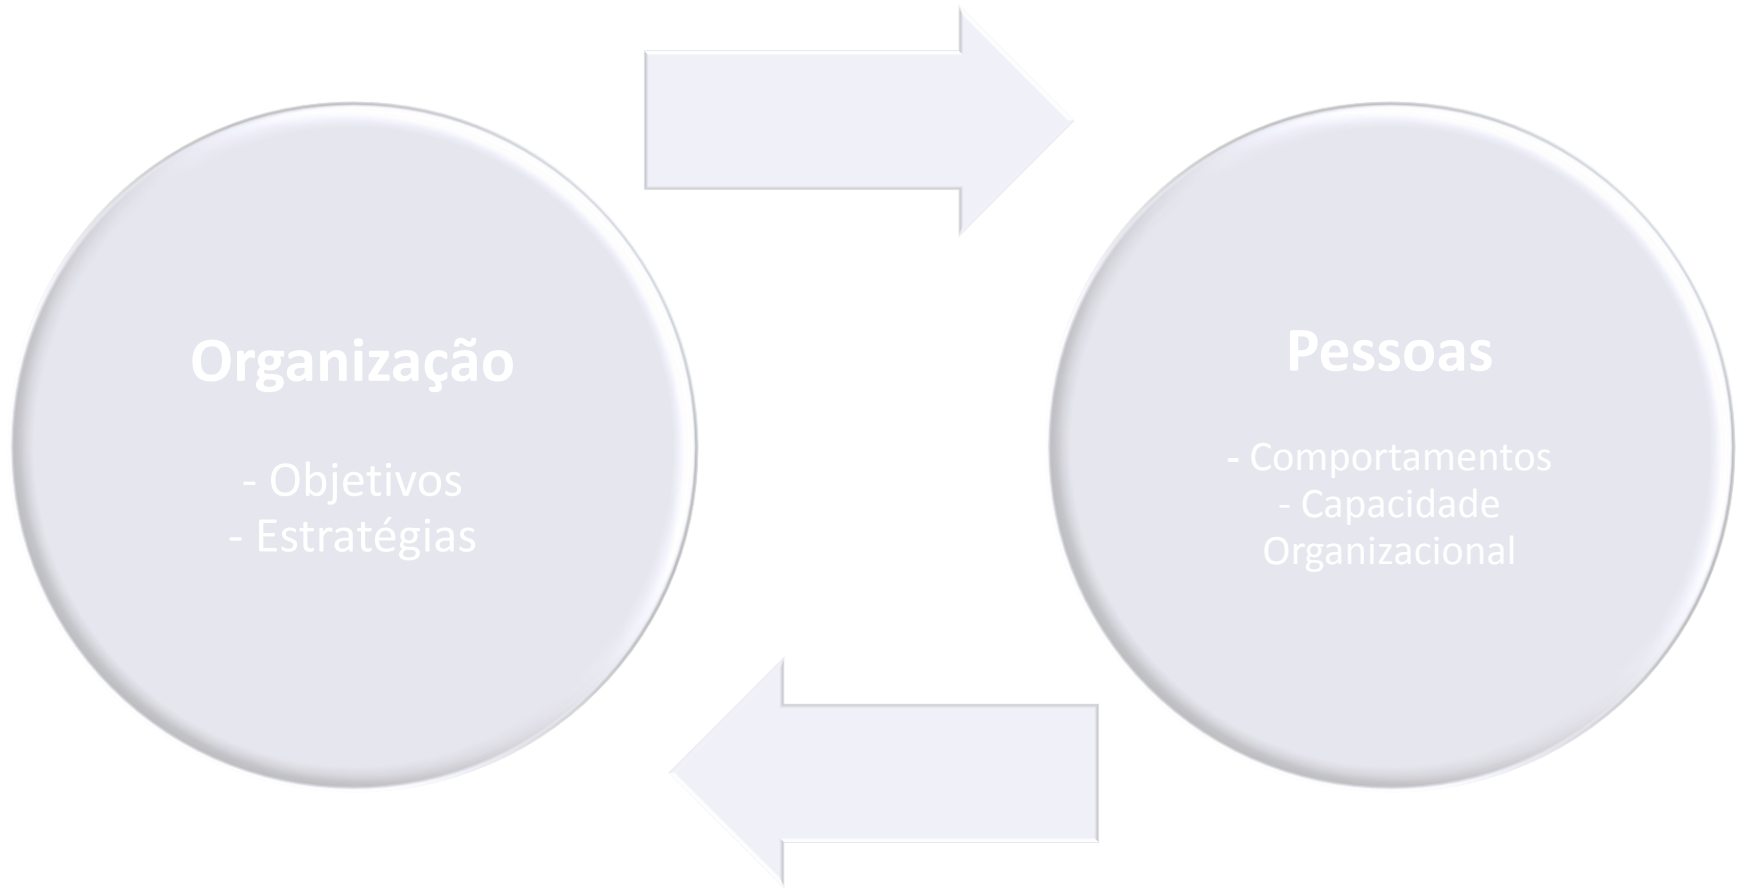 Organização
- Objetivos
- Estratégias
Pessoas
- Comportamentos
- Capacidade
Organizacional